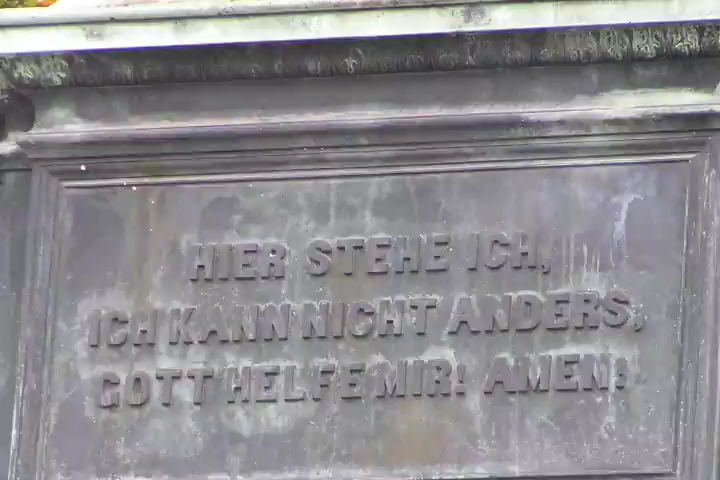 HIER STEHE ICH,
ICH KANN NICHT ANDERS,
GOTT HELFE MIR! AMEN!